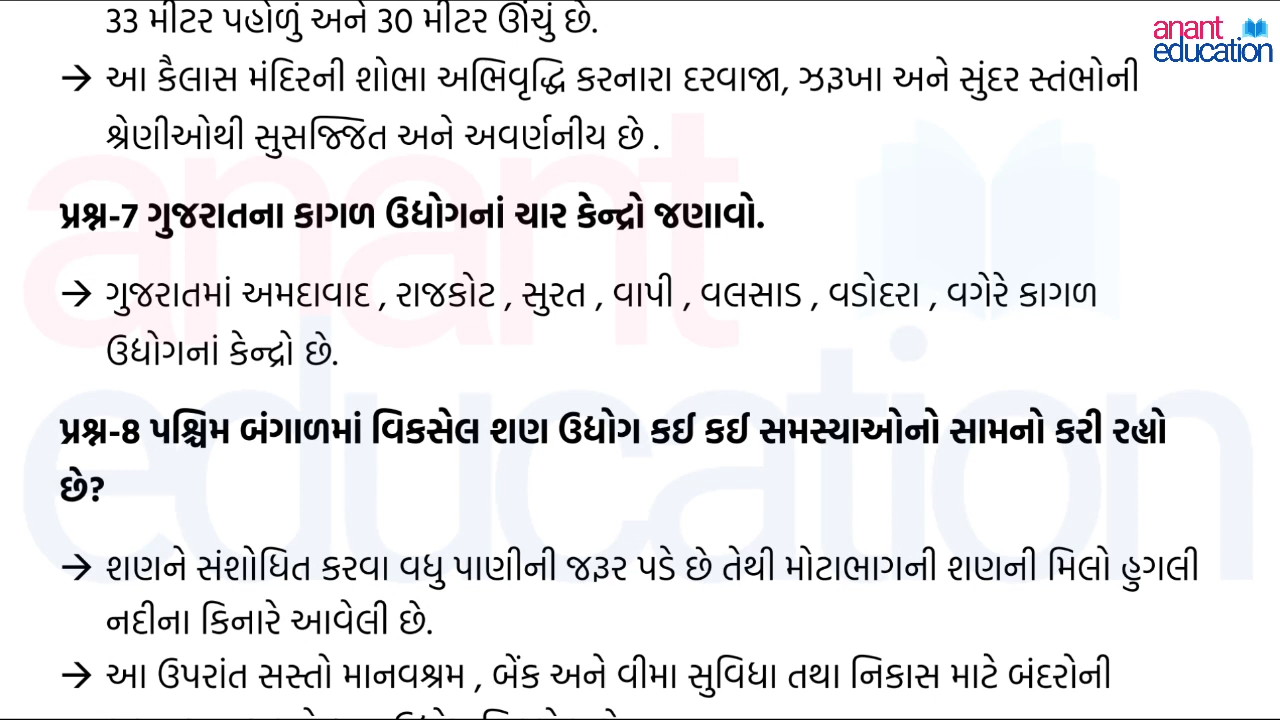 33 મીટર પહોળું અને 30 મીટર ઊંચું છે.
anant
education
→ આ કૈલાસ મંદિરની શોભા અભિવૃદ્ધિ કરનારા દરવાજા, ઝરૂખા અને સુંદર સ્તંભોની
શ્રેણીઓથી સુસજ્જિત અને અવર્ણનીય છે .
પ્રશ્ન-7 ગુજરાતના કાગળ ઉદ્યોગનાં ચાર કેન્દ્રો જણાવો.
→ ગુજરાતમાં અમદાવાદ , રાજકોટ , સુરત , વાપી , વલસાડ , વડોદરા , વગેરે કાગળ
ઉદ્યોગનાં કેન્દ્રો છે.
પ્રશ્ન-8 પશ્ચિમ બંગાળમાં વિકસેલ શણ ઉદ્યોગ કઈ કઈ સમસ્યાઓનો સામનો કરી રહ્યો
છે?
→ શણને સંશોધિત કરવા વધુ પાણીની જરૂર પડે છે તેથી મોટાભાગની શણની મિલો હુગલી
નદીના કિનારે આવેલી છે.
→ આ ઉપરાંત સસ્તો માનવશ્રમ , બેંક અને વીમા સુવિધા તથા નિકાસ માટે બંદરોની
anant
education